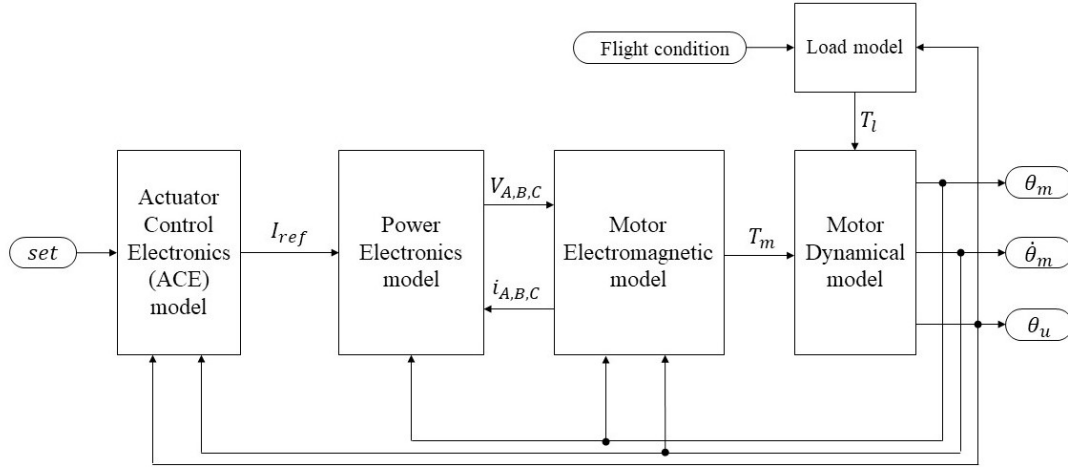 Flight condition
Load model
T_l
set
Actuator
Control
Electronics
(ACE)
model
I_ref
Power
Electronics
model
V_A,B,C
i_A,B,C
Motor
Electromagnetic
model
T_m
Motor
Dynamical
model
θ_m
θ̇_m
θ_u